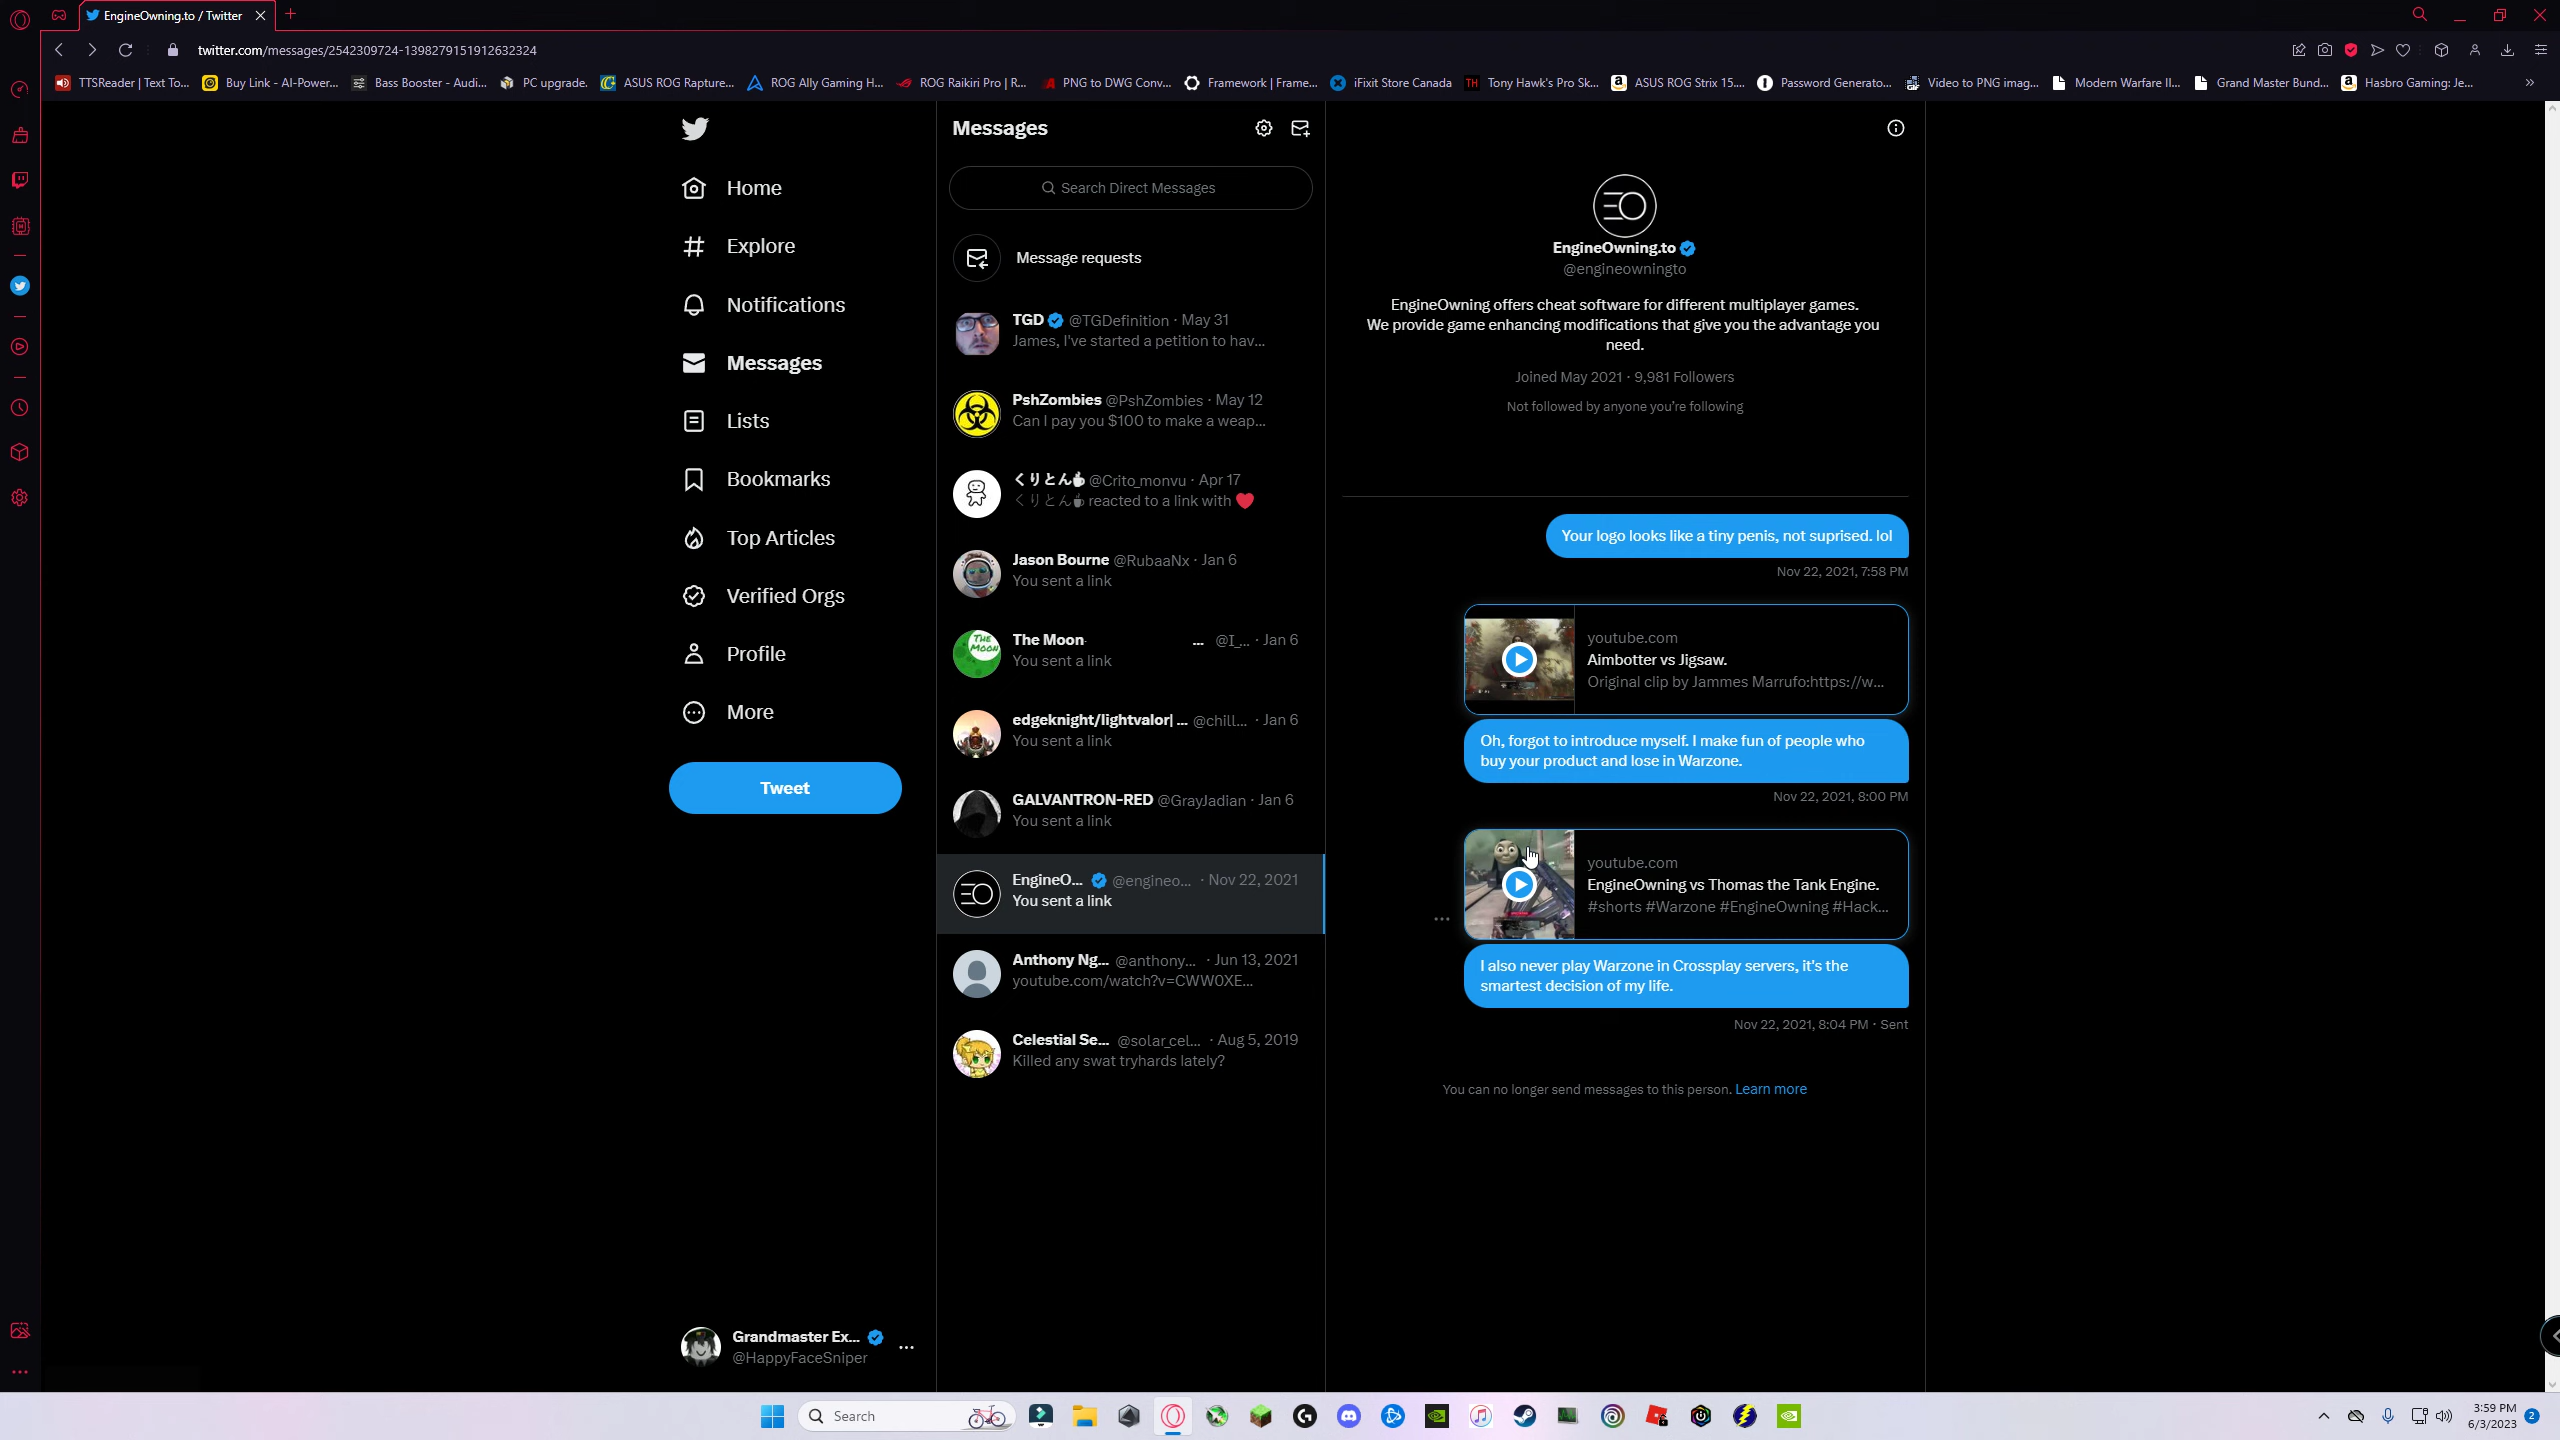 EngineOwning.to / Twitter
twitter.com/messages/2542309724-1398279151912632324
TTSReader | Text To...
Buy Link - AI-Power...
Bass Booster - Audi...
PC upgrade.
ASUS ROG Rapture...
ROG Ally Gaming H...
ROG Raikiri Pro | R...
PNG to DWG Conv...
Framework | Frame...
iFixit Store Canada
TH Tony Hawk's Pro Sk...
ASUS ROG Strix 15....
Password Generato...
Video to PNG imag...
Modern Warfare II...
Grand Master Bund...
Hasbro Gaming: Je...
Home
Explore
Notifications
Messages
Lists
Bookmarks
Top Articles
Verified Orgs
Profile
More
Tweet
Grandmaster Ex...
@HappyFaceSniper
Messages
Search Direct Messages
Message requests
TGD @TGDefinition · May 31
James, I've started a petition to hav...
PshZombies @PshZombies · May 12
Can I pay you $100 to make a weap...
くりとん @Crito_monvu · Apr 17
くりとん reacted to a link with ❤️
Jason Bourne @RubaaNx · Jan 6
You sent a link
THE MOON
The Moon ... @I_... · Jan 6
You sent a link
edgeknight/lightvalor| ... @chill... · Jan 6
You sent a link
GALVANTRON-RED @GrayJadian · Jan 6
You sent a link
EngineO... @engineo... · Nov 22, 2021
You sent a link
Anthony Ng... @anthony... · Jun 13, 2021
youtube.com/watch?v=CWW0XE...
Celestial Se... @solar_cel... · Aug 5, 2019
Killed any swat tryhards lately?
EngineOwning.to
@engineowningto
EngineOwning offers cheat software for different multiplayer games.
We provide game enhancing modifications that give you the advantage you
need.
Joined May 2021 · 9,981 Followers
Not followed by anyone you're following
Your logo looks like a tiny penis, not suprised. lol
Nov 22, 2021, 7:58 PM
youtube.com
Aimbotter vs Jigsaw.
Original clip by Jammes Marrufo:https://w...
Oh, forgot to introduce myself. I make fun of people who
buy your product and lose in Warzone.
Nov 22, 2021, 8:00 PM
youtube.com
EngineOwning vs Thomas the Tank Engine.
#shorts #Warzone #EngineOwning #Hack...
I also never play Warzone in Crossplay servers, it's the
smartest decision of my life.
Nov 22, 2021, 8:04 PM · Sent
You can no longer send messages to this person. Learn more
Search
3:59 PM
6/3/2023
2